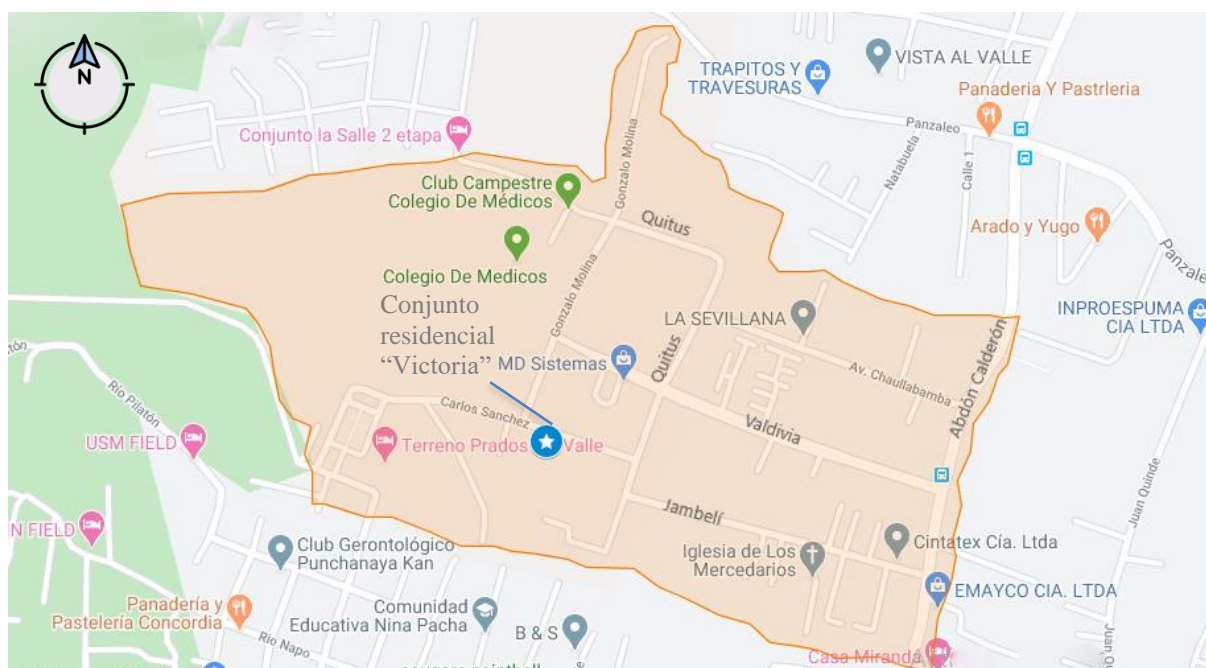 N
VISTA AL VALLE
TRAPITOS Y
TRAVESURAS
Panaderia Y Pastrleria
Panzaleo
Conjunto la Salle 2 etapa
Gonzalo Molina
Natabuela
Calle 1
Club Campestre
Colegio De Médicos
Quitus
Arado y Yugo
Panzaleo
Colegio De Medicos
Gonzalo Molina
Conjunto
residencial
“Victoria”
LA SEVILLANA
INPROESPUMA
CIA LTDA
MD Sistemas
Quitus
Av. Chaullabamba
Abdón Calderón
Río Pilatón
Carlos Sanchez
Valdivia
USM FIELD
Terreno Prados
Valle
Juan Quinde
Jambelí
N FIELD
Club Gerontológico
Punchanaya Kan
Iglesia de Los
Mercedarios
Cintatex Cía. Ltda
EMAYCO CIA. LTDA
Panadería y
Pastelería Concordia
Comunidad
Educativa Nina Pacha
B & S
Rio Napo
Casa Miranda